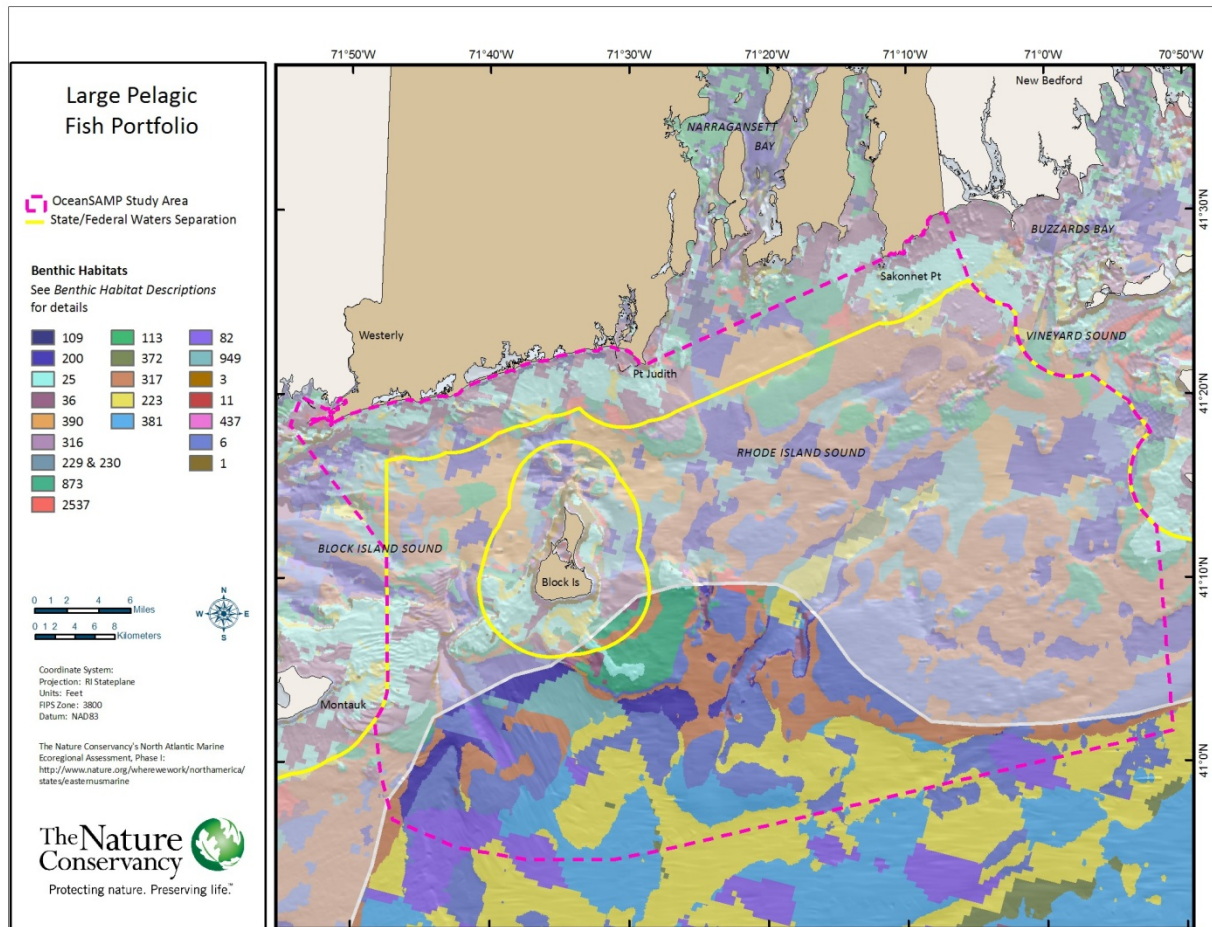 Large Pelagic
Fish Portfolio
OceanSAMP Study Area
State/Federal Waters Separation
Benthic Habitats
See Benthic Habitat Descriptions
for details
109
200
25
36
390
316
229 & 230
873
2537
113
372
317
223
381
82
949
3
11
437
6
1
0 1 2 4 6
Miles
0 1 2 4 6 8
Kilometers
N
W
E
S
Coordinate System:
Projection: RI Stateplane
Units: Feet
FIPS Zone: 3800
Datum: NAD83
The Nature Conservancy's North Atlantic Marine
Ecoregional Assessment, Phase I:
http://www.nature.org/wherewework/northamerica/
states/easternusmarine
The Nature
Conservancy
Protecting nature. Preserving life.™
71°50'W
71°40'W
71°30'W
71°20'W
71°10'W
71°0'W
70°50'W
New Bedford
NARRAGANSETT
BAY
41°30'N
BUZZARDS BAY
Sakonnet Pt
Westerly
VINEYARD SOUND
Pt Judith
41°20'N
RHODE ISLAND SOUND
BLOCK ISLAND SOUND
Block Is
41°10'N
Montauk
41°0'N